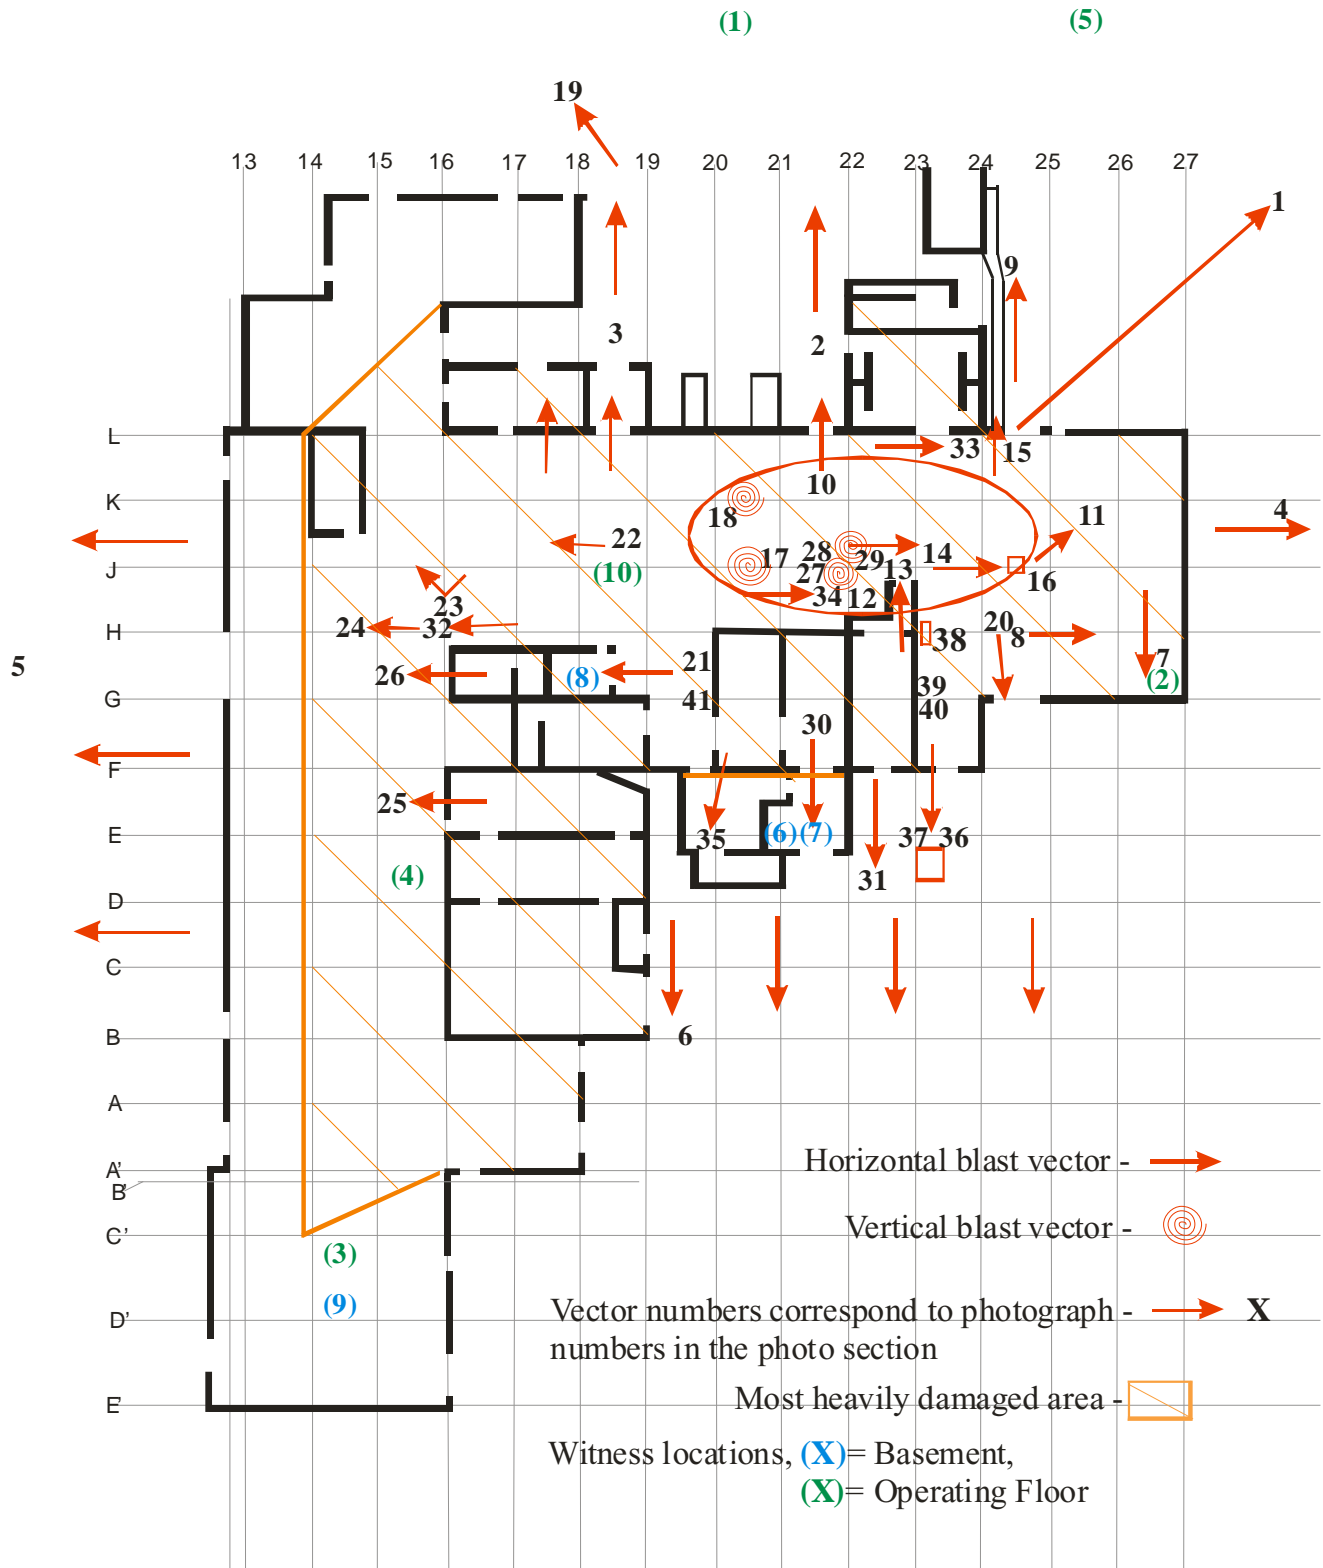 (1) (5)
19
13 14 15 16 17 18 19 20 21 22 23 24 25 26 27
1
9
3 2
L
33 15
10
K
18 11 4
22 28 14
17 29
J (10) 27 13 16
34 12
23
24 32 20
H 38 8
5 26 (8) 21 7
(2)
39
G 41 40
30
F
25
E 35 (6) (7) 37 36
(4) 31
D
C
B 6
A
Horizontal blast vector -
A'
B'
Vertical blast vector -
C'
(3)
(9)
Vector numbers correspond to photograph - X
D'
numbers in the photo section
Most heavily damaged area -
E
Witness locations, (X)= Basement,
(X)= Operating Floor